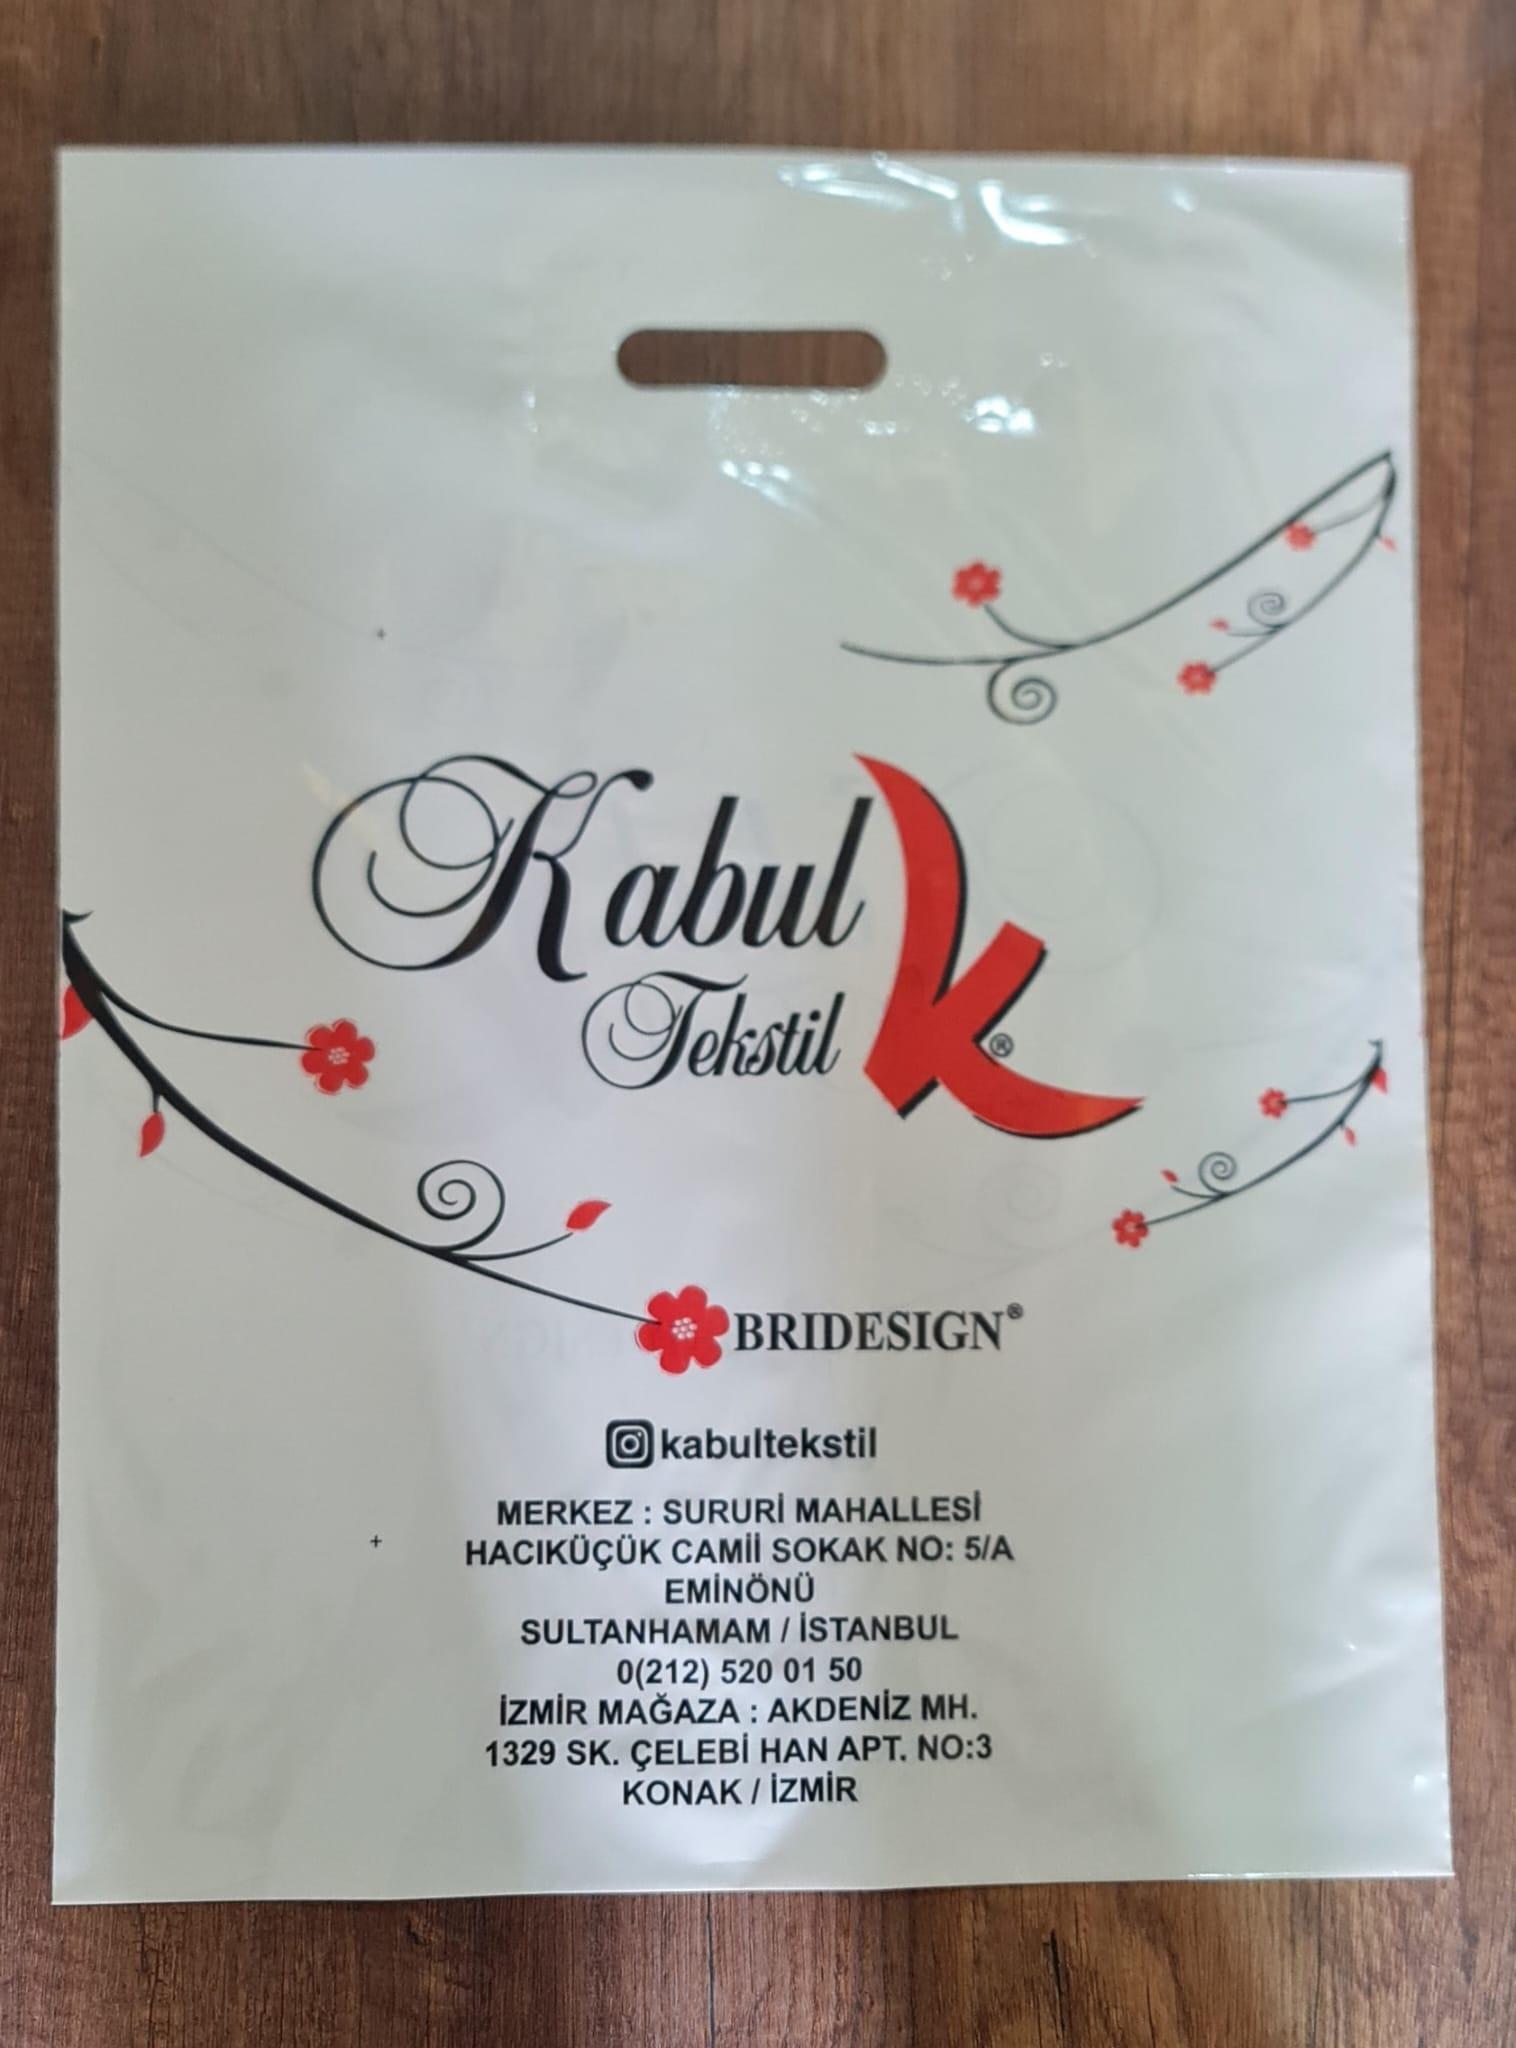 Kabul
Tekstil
K®
BRIDESIGN®
kabultekstil
MERKEZ : SURURİ MAHALLESİ
HACIKÜÇÜK CAMİİ SOKAK NO: 5/A
EMİNÖNÜ
SULTANHAMAM / İSTANBUL
0(212) 520 01 50
İZMİR MAĞAZA : AKDENİZ MH.
1329 SK. ÇELEBİ HAN APT. NO:3
KONAK / İZMİR